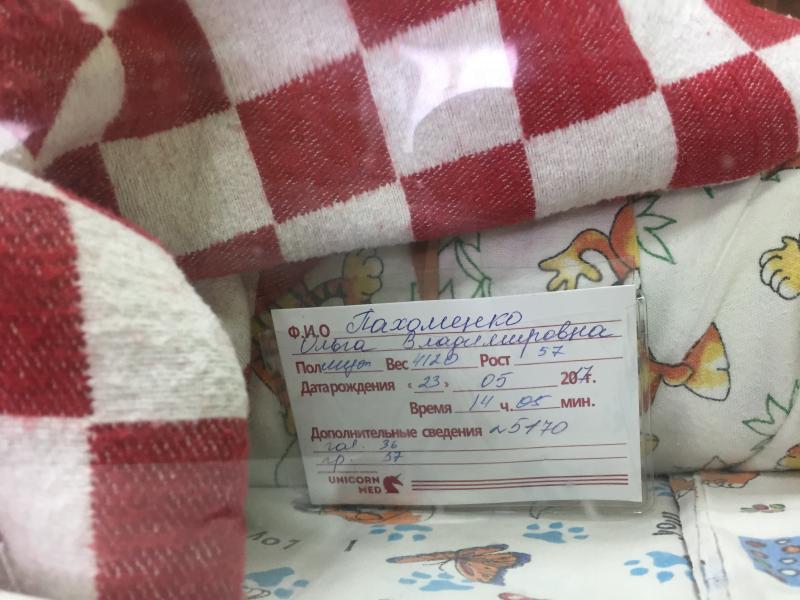 Ф.И.О Пахоменко
Ольга Владимировна
Пол муж Вес 4120 Рост 57
Дата рождения «23» 05 2017г.
Время 14 ч. 05 мин.
Дополнительные сведения №5170
гол. 36
гр. 37
UNICORN
MED